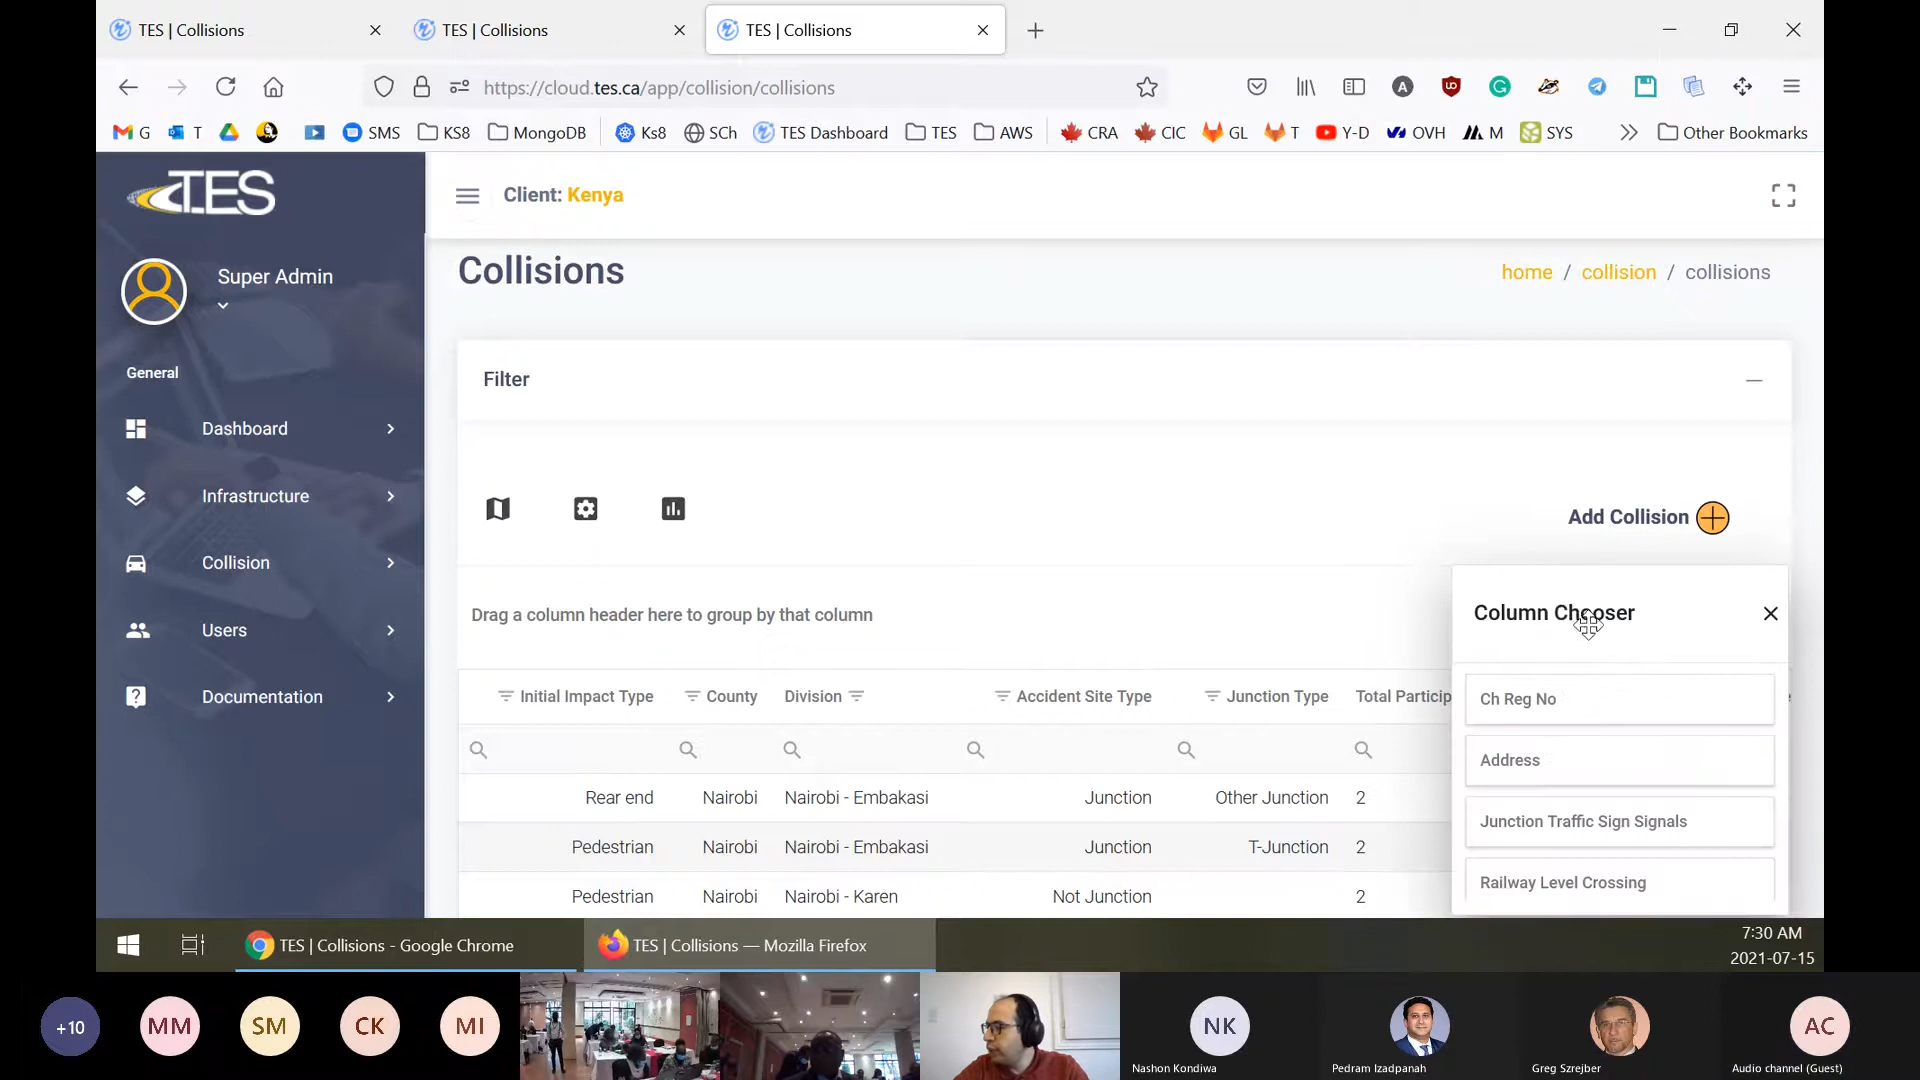 TES | Collisions
TES | Collisions
TES | Collisions
https://cloud.tes.ca/app/collision/collisions
G
T
SMS
KS8
MongoDB
Ks8
SCh
TES Dashboard
TES
AWS
CRA
CIC
GL
T
Y-D
OVH
M
SYS
Other Bookmarks
TES
Client: Kenya
Collisions
home / collision / collisions
Super Admin
General
Dashboard
Infrastructure
Collision
Users
Documentation
Filter
Add Collision
Drag a column header here to group by that column
Column Chooser
Ch Reg No
Address
Junction Traffic Sign Signals
Railway Level Crossing
Initial Impact Type County Division Accident Site Type Junction Type Total Particip
Rear end Nairobi Nairobi - Embakasi Junction Other Junction 2
Pedestrian Nairobi Nairobi - Embakasi Junction T-Junction 2
Pedestrian Nairobi Nairobi - Karen Not Junction 2
TES | Collisions - Google Chrome
TES | Collisions — Mozilla Firefox
7:30 AM
2021-07-15
+10
MM
SM
CK
MI
NK
Nashon Kondiwa
Pedram Izadpanah
Greg Szrejber
AC
Audio channel (Guest)